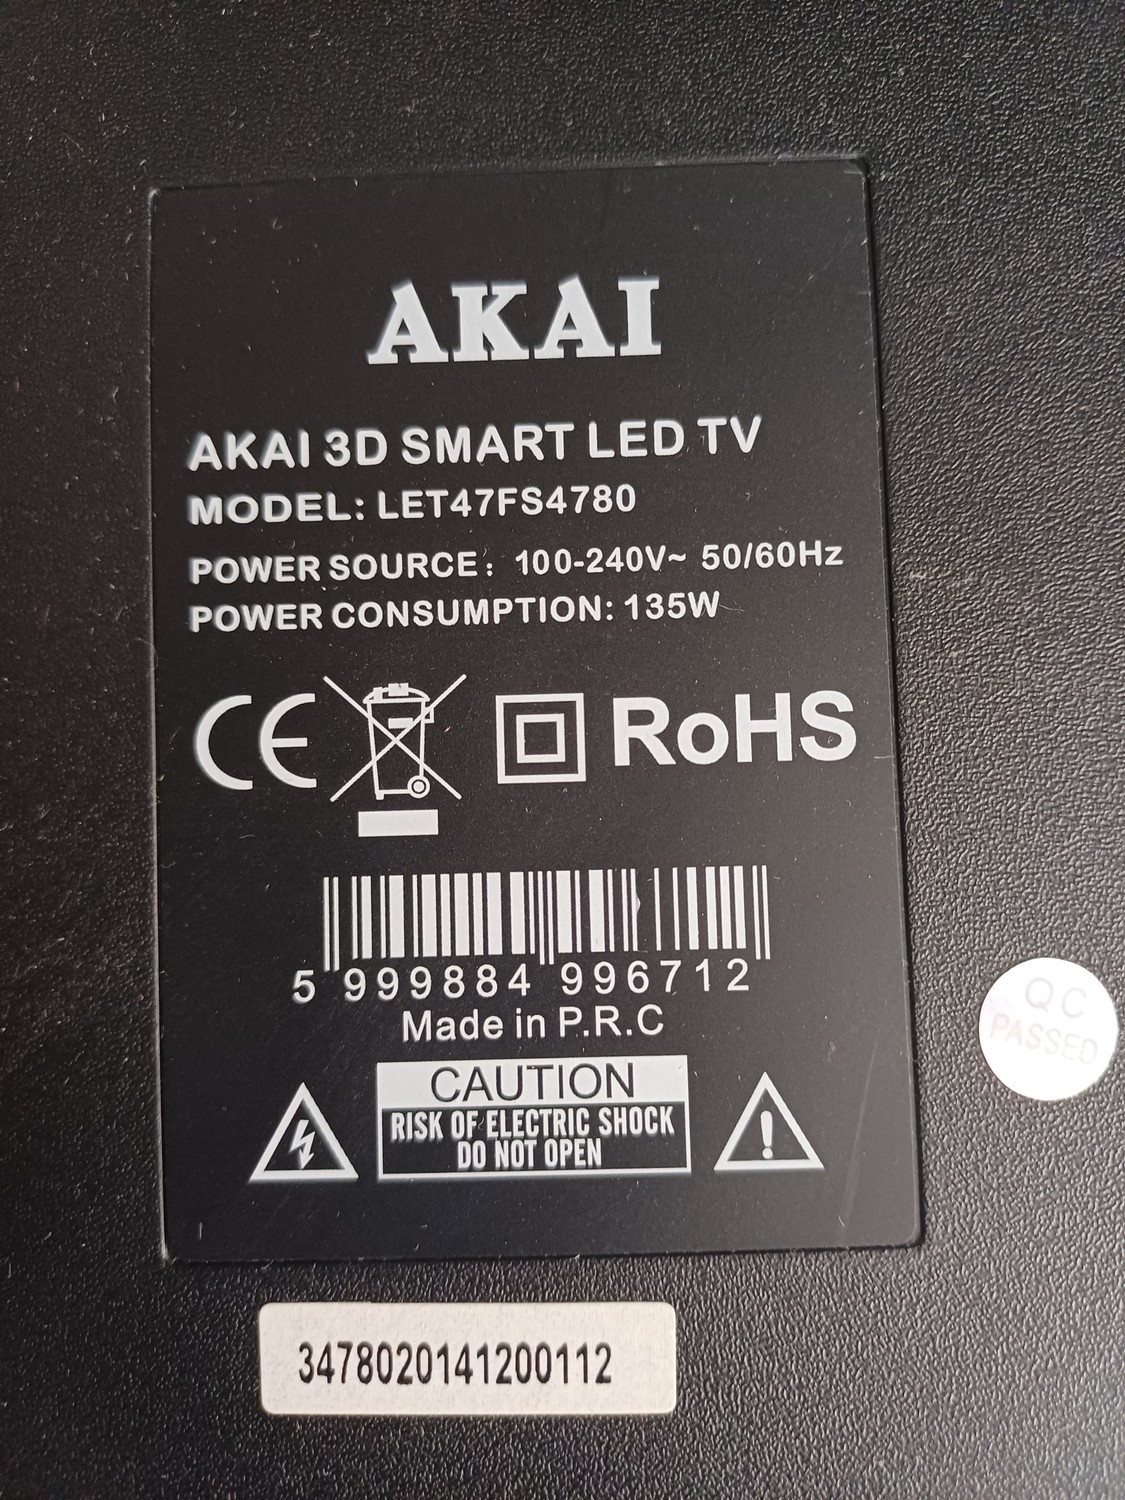 AKAI
AKAI 3D SMART LED TV
MODEL: LET47FS4780
POWER SOURCE: 100-240V~ 50/60Hz
POWER CONSUMPTION: 135W
CE RoHS
5 999884 996712
Made in P.R.C
CAUTION
RISK OF ELECTRIC SHOCK
DO NOT OPEN
QC
PASSED
3478020141200112